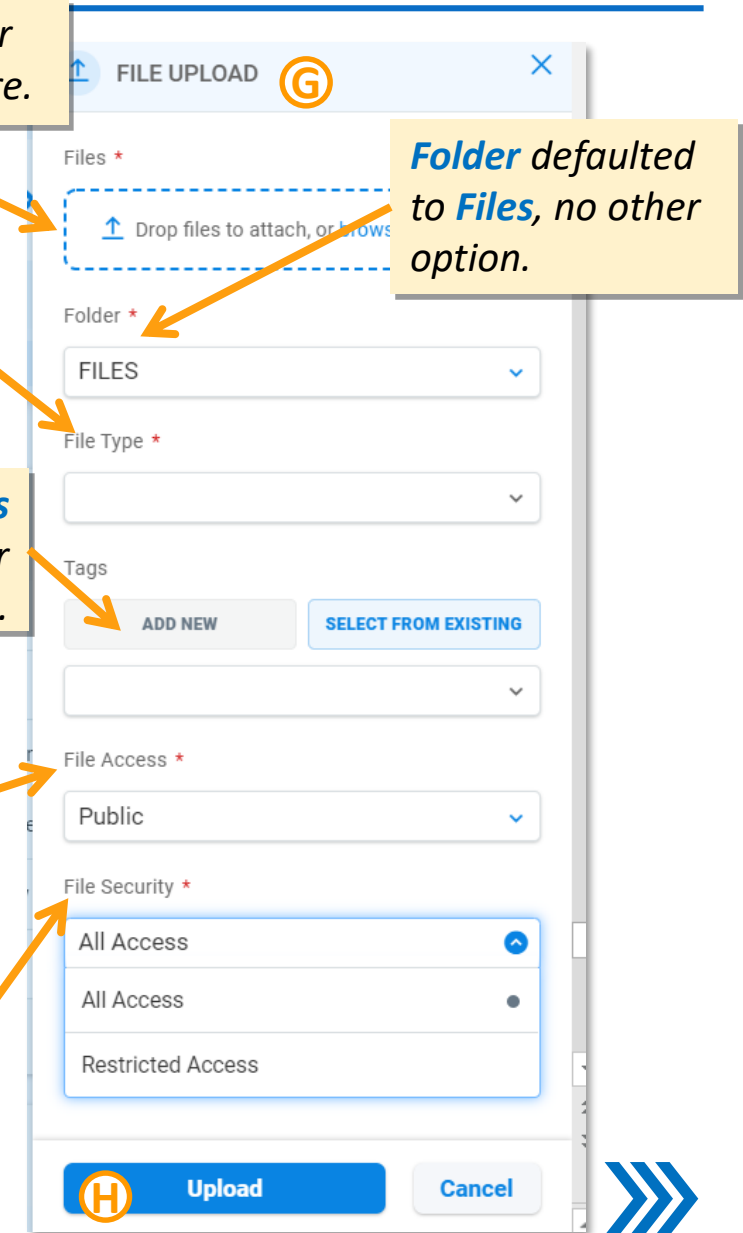 FILE UPLOAD
G
Files *
Drop files to attach, or
Folder defaulted
to Files, no other
option.
Folder *
FILES
File Type *
Tags
ADD NEW
SELECT FROM EXISTING
File Access *
Public
File Security *
All Access
All Access
Restricted Access
H
Upload
Cancel